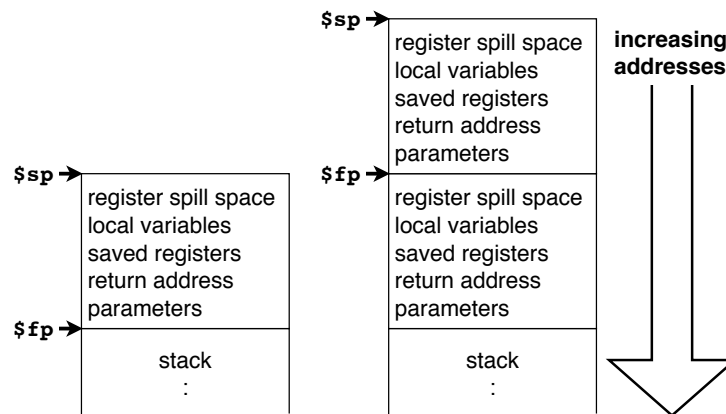 $sp
register spill space
local variables
saved registers
return address
parameters
$fp
stack
:
$sp
register spill space
local variables
saved registers
return address
parameters
$fp
register spill space
local variables
saved registers
return address
parameters
stack
:
increasing
addresses